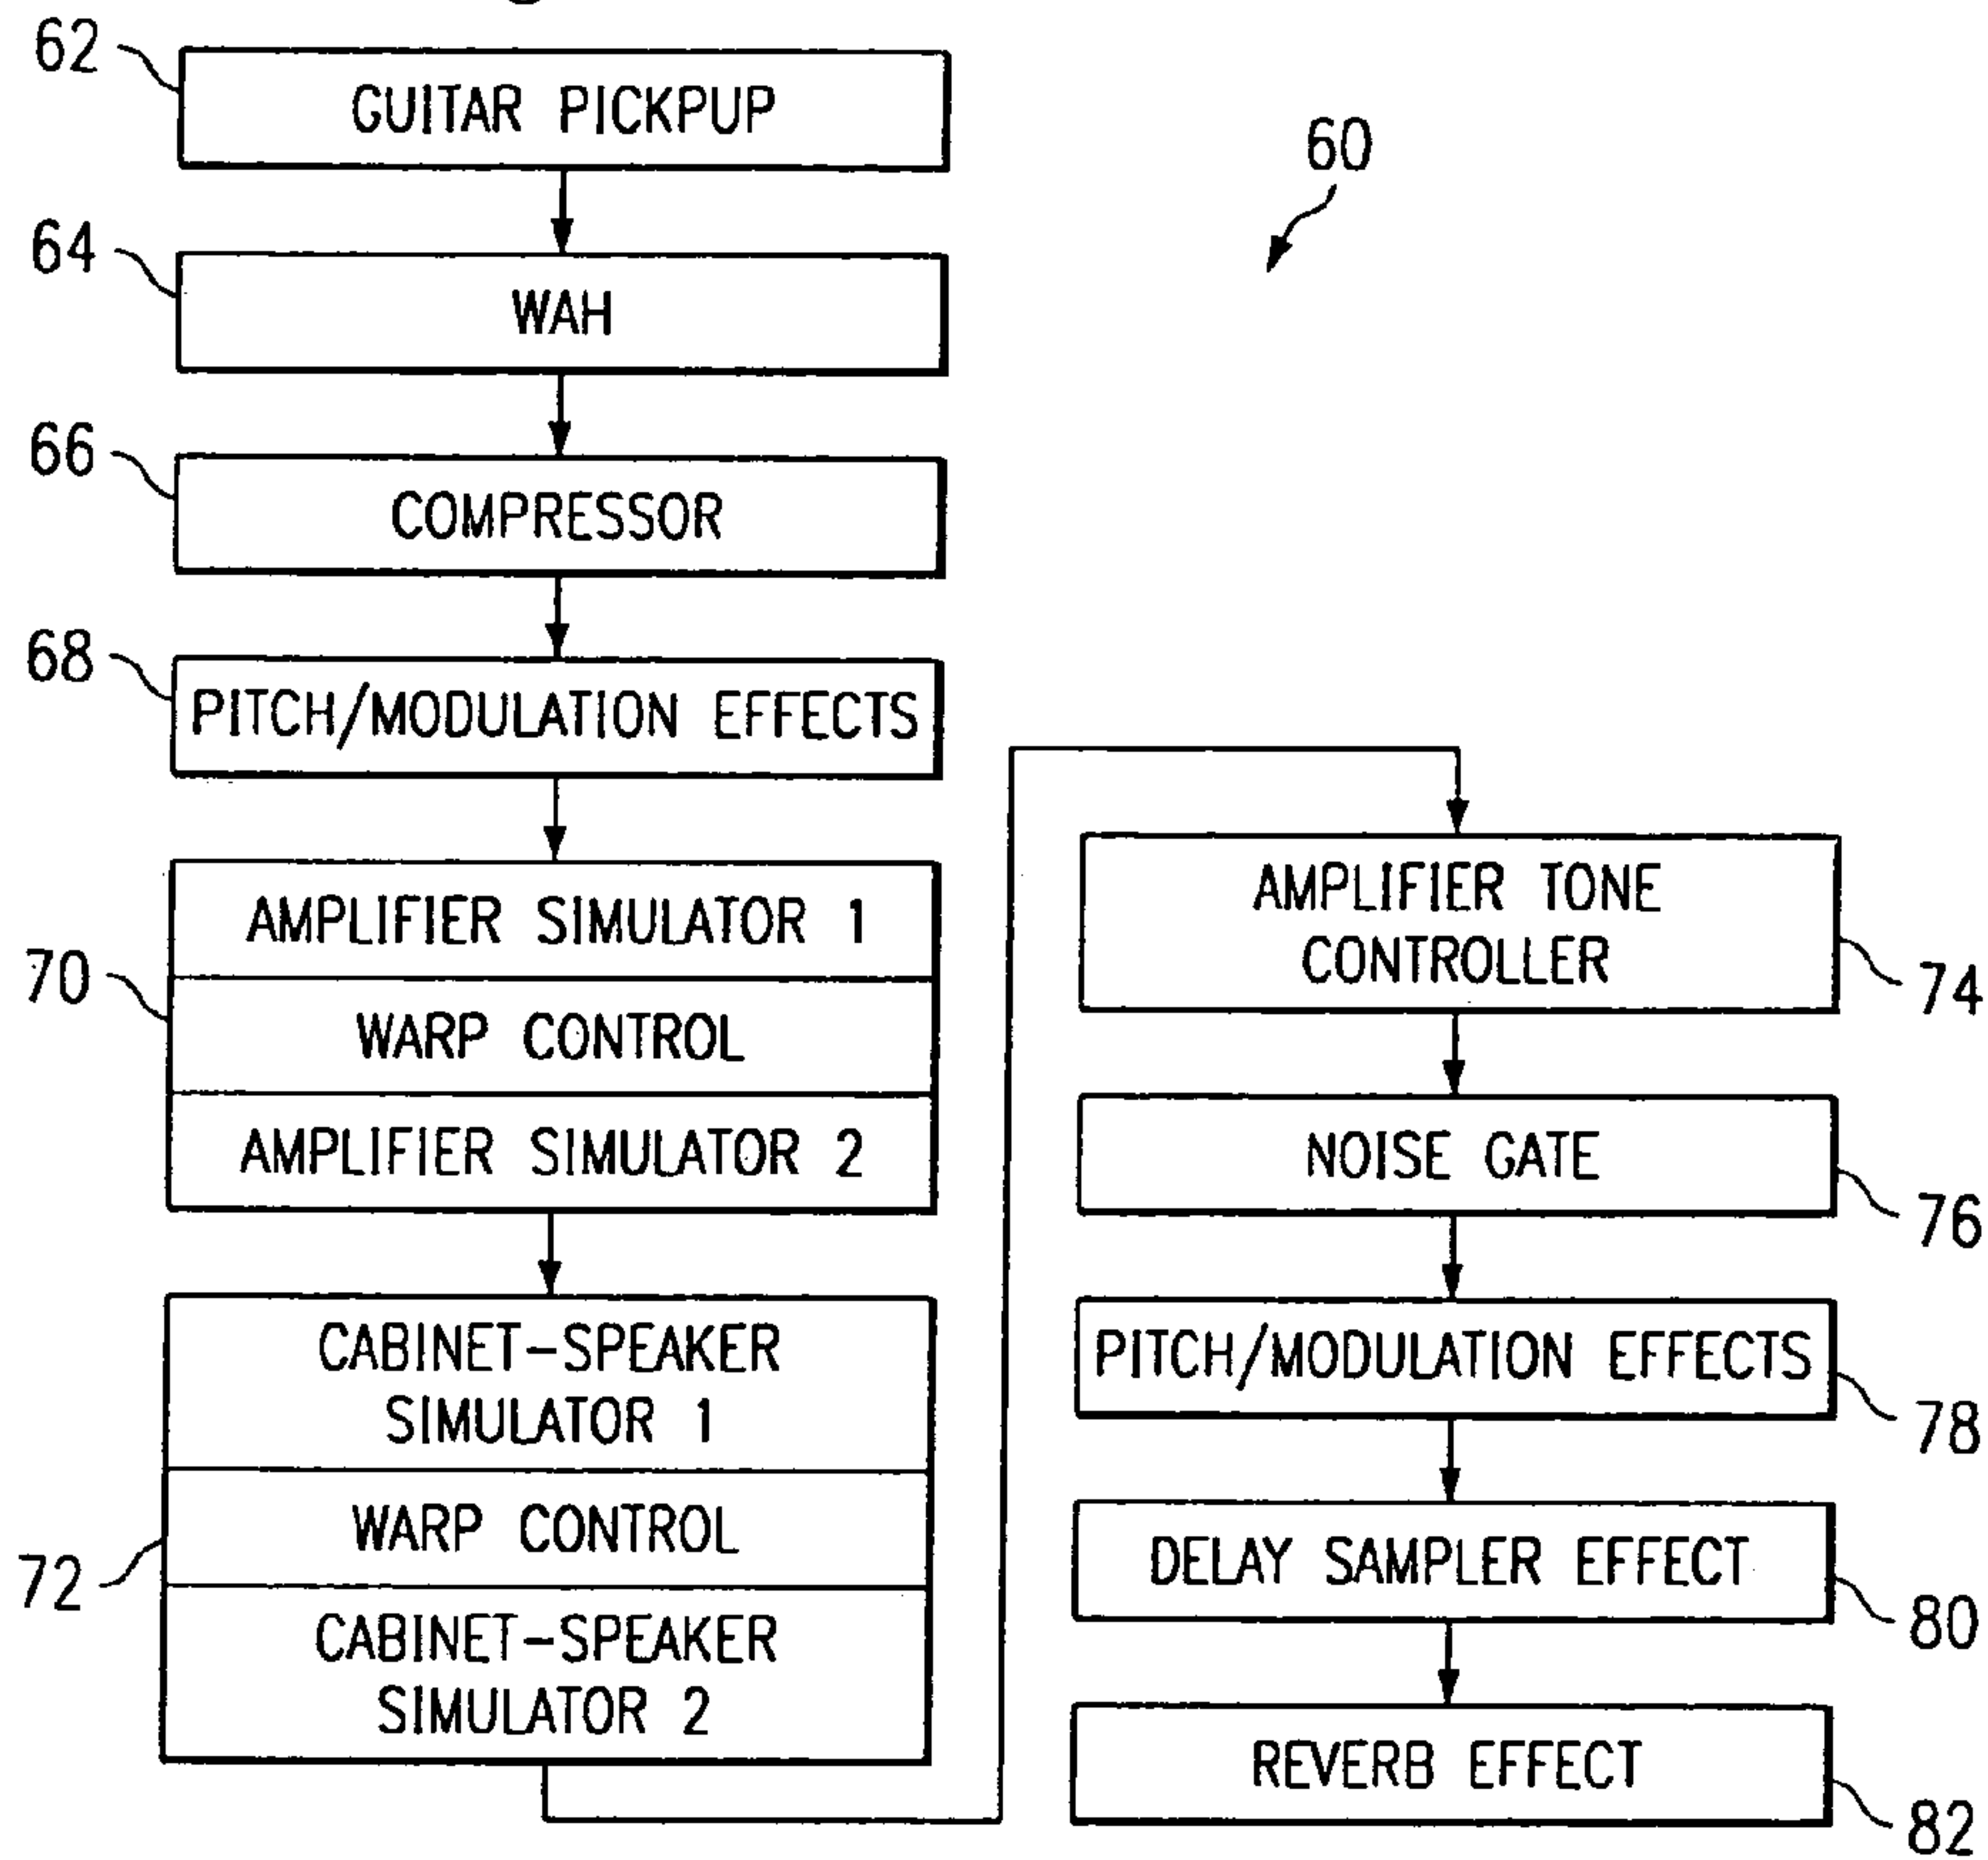 62
GUITAR PICKPUP
60
64
WAH
66
COMPRESSOR
68
PITCH/MODULATION EFFECTS
70
AMPLIFIER SIMULATOR 1
WARP CONTROL
AMPLIFIER SIMULATOR 2
72
CABINET-SPEAKER
SIMULATOR 1
WARP CONTROL
CABINET-SPEAKER
SIMULATOR 2
AMPLIFIER TONE
CONTROLLER
74
NOISE GATE
76
PITCH/MODULATION EFFECTS
78
DELAY SAMPLER EFFECT
80
REVERB EFFECT
82